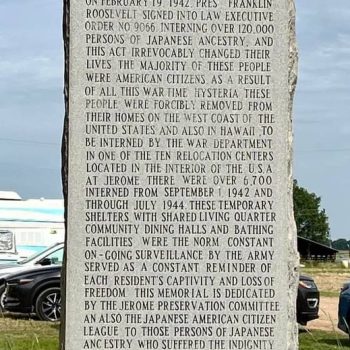 ON FEBRUARY 19, 1942, PRES. FRANKLIN
ROOSEVELT SIGNED INTO LAW EXECUTIVE
ORDER NO. 9066, INTERNING OVER 120,000
PERSONS OF JAPANESE ANCESTRY, AND
THIS ACT IRREVOCABLY CHANGED THEIR
LIVES. THE MAJORITY OF THESE PEOPLE
WERE AMERICAN CITIZENS. AS A RESULT
OF ALL THIS WAR TIME HYSTERIA THESE
PEOPLE WERE FORCIBLY REMOVED FROM
THEIR HOMES ON THE WEST COAST OF THE
UNITED STATES AND ALSO IN HAWAII, TO
BE INTERNED BY THE WAR DEPARTMENT
IN ONE OF THE TEN RELOCATION CENTERS
LOCATED IN THE INTERIOR OF THE U.S.A.
AT JEROME THERE WERE OVER 6,700
INTERNED FROM SEPTEMBER 1, 1942 AND
THROUGH JULY 1944. THESE TEMPORARY
SHELTERS WITH SHARED LIVING QUARTER
COMMUNITY DINING HALLS AND BATHING
FACILITIES WERE THE NORM. CONSTANT
ON-GOING SURVEILLANCE BY THE ARMY
SERVED AS A CONSTANT REMINDER OF
EACH RESIDENT'S CAPTIVITY AND LOSS OF
FREEDOM. THIS MEMORIAL IS DEDICATED
BY THE JEROME PRESERVATION COMMITTEE
AN ALSO THE JAPANESE AMERICAN CITIZEN
LEAGUE TO THOSE PERSONS OF JAPANESE
ANCESTRY WHO SUFFERED THE INDIGNITY